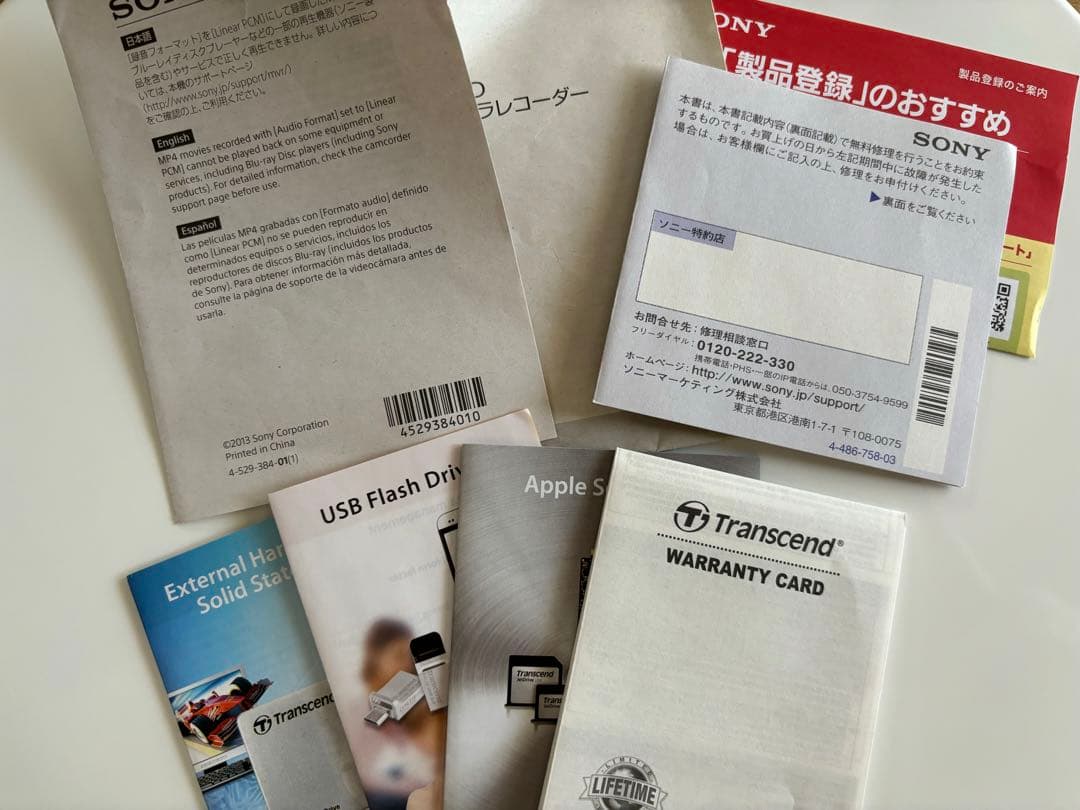 SONY
日本語
[録音フォーマット]を[Linear PCM]にして録画した
ブルーレイディスクプレーヤーなどの一部の再生機器(ソニー製
品を含む)やサービスで正しく再生できません。詳しい内容につ
いては、本機のサポートページ
(http://www.sony.jp/support/mvr/)
をご確認の上、ご利用ください。
English
MP4 movies recorded with [Audio Format] set to [Linear
PCM] cannot be played back on some equipment or
services, including Blu-ray Disc players (including Sony
products). For detailed information, check the camcorder
support page before use.
Español
Las películas MP4 grabadas con [Formato audio] definido
como [Linear PCM] no se pueden reproducir en
determinados equipos o servicios, incluidos los
reproductores de discos Blu-ray (incluidos los productos
de Sony). Para obtener información más detallada,
consulte la página de soporte de la videocámara antes de
usarla.
4529384010
©2013 Sony Corporation
Printed in China
4-529-384-01(1)
ラレコーダー
SONY
製品登録のご案内
「製品登録」のおすすめ
ート」
本書は、本書記載内容(裏面記載)で無料修理を行うことをお約束
するものです。お買上げの日から左記期間中に故障が発生した
場合は、お客様欄にご記入の上、修理をお申付けください。
SONY
▶裏面をご覧ください
ソニー特約店
お問合せ先:修理相談窓口
フリーダイヤル:0120-222-330
携帯電話・PHS・一部のIP電話からは、050-3754-9599
ホームページ:http://www.sony.jp/support/
ソニーマーケティング株式会社
東京都港区港南1-7-1 〒108-0075
4-486-758-03
External Har
Solid Stat
Transcend
USB Flash Driv
Apple S
Transcend
Trans
Transcend®
WARRANTY CARD
LIMITED
LIFETIME